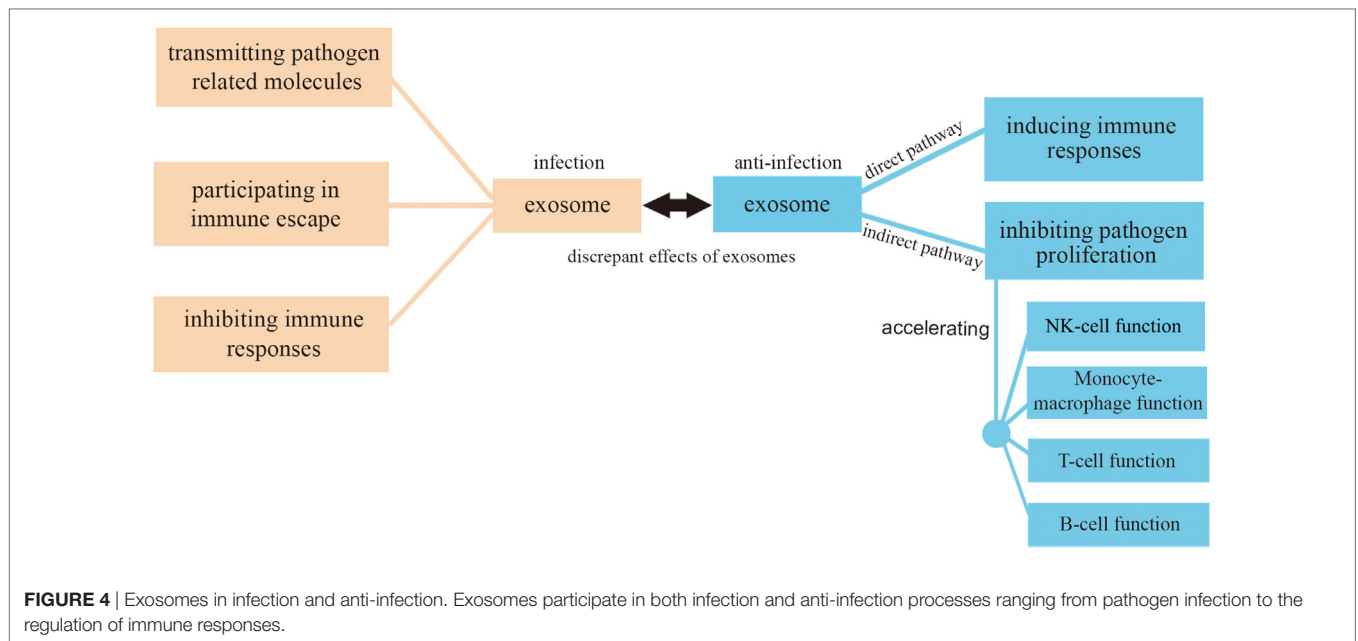 transmitting pathogen
related molecules
participating in
immune escape
inhibiting immune
responses
infection
exosome
anti-infection
exosome
discrepant effects of exosomes
direct pathway
indirect pathway
inducing immune
responses
inhibiting pathogen
proliferation
accelerating
NK-cell function
Monocyte-
macrophage function
T-cell function
B-cell function
FIGURE 4 | Exosomes in infection and anti-infection. Exosomes participate in both infection and anti-infection processes ranging from pathogen infection to the
regulation of immune responses.